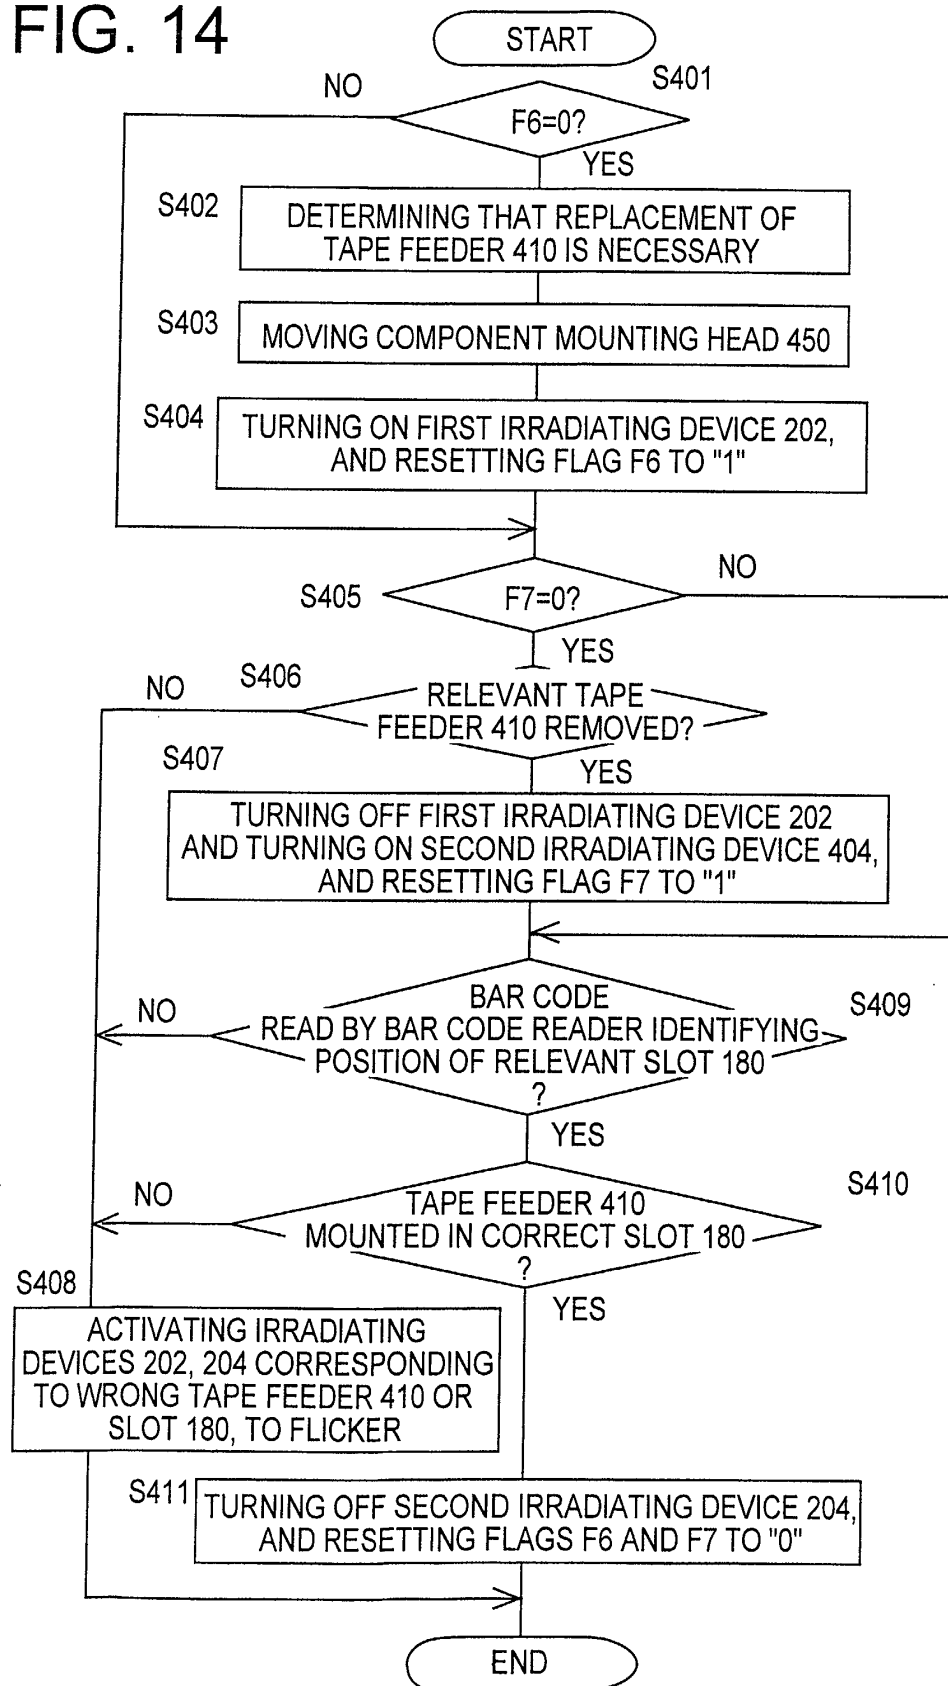 FIG. 14
START
S401
NO
F6=0?
YES
S402
DETERMINING THAT REPLACEMENT OF
TAPE FEEDER 410 IS NECESSARY
S403
MOVING COMPONENT MOUNTING HEAD 450
S404
TURNING ON FIRST IRRADIATING DEVICE 202,
AND RESETTING FLAG F6 TO "1"
S405
F7=0?
NO
YES
S406
NO
RELEVANT TAPE
FEEDER 410 REMOVED?
YES
S407
TURNING OFF FIRST IRRADIATING DEVICE 202
AND TURNING ON SECOND IRRADIATING DEVICE 404,
AND RESETTING FLAG F7 TO "1"
S409
NO
BAR CODE
READ BY BAR CODE READER IDENTIFYING
POSITION OF RELEVANT SLOT 180
?
YES
S410
NO
TAPE FEEDER 410
MOUNTED IN CORRECT SLOT 180
?
YES
S408
ACTIVATING IRRADIATING
DEVICES 202, 204 CORRESPONDING
TO WRONG TAPE FEEDER 410 OR
SLOT 180, TO FLICKER
S411
TURNING OFF SECOND IRRADIATING DEVICE 204,
AND RESETTING FLAGS F6 AND F7 TO "0"
END